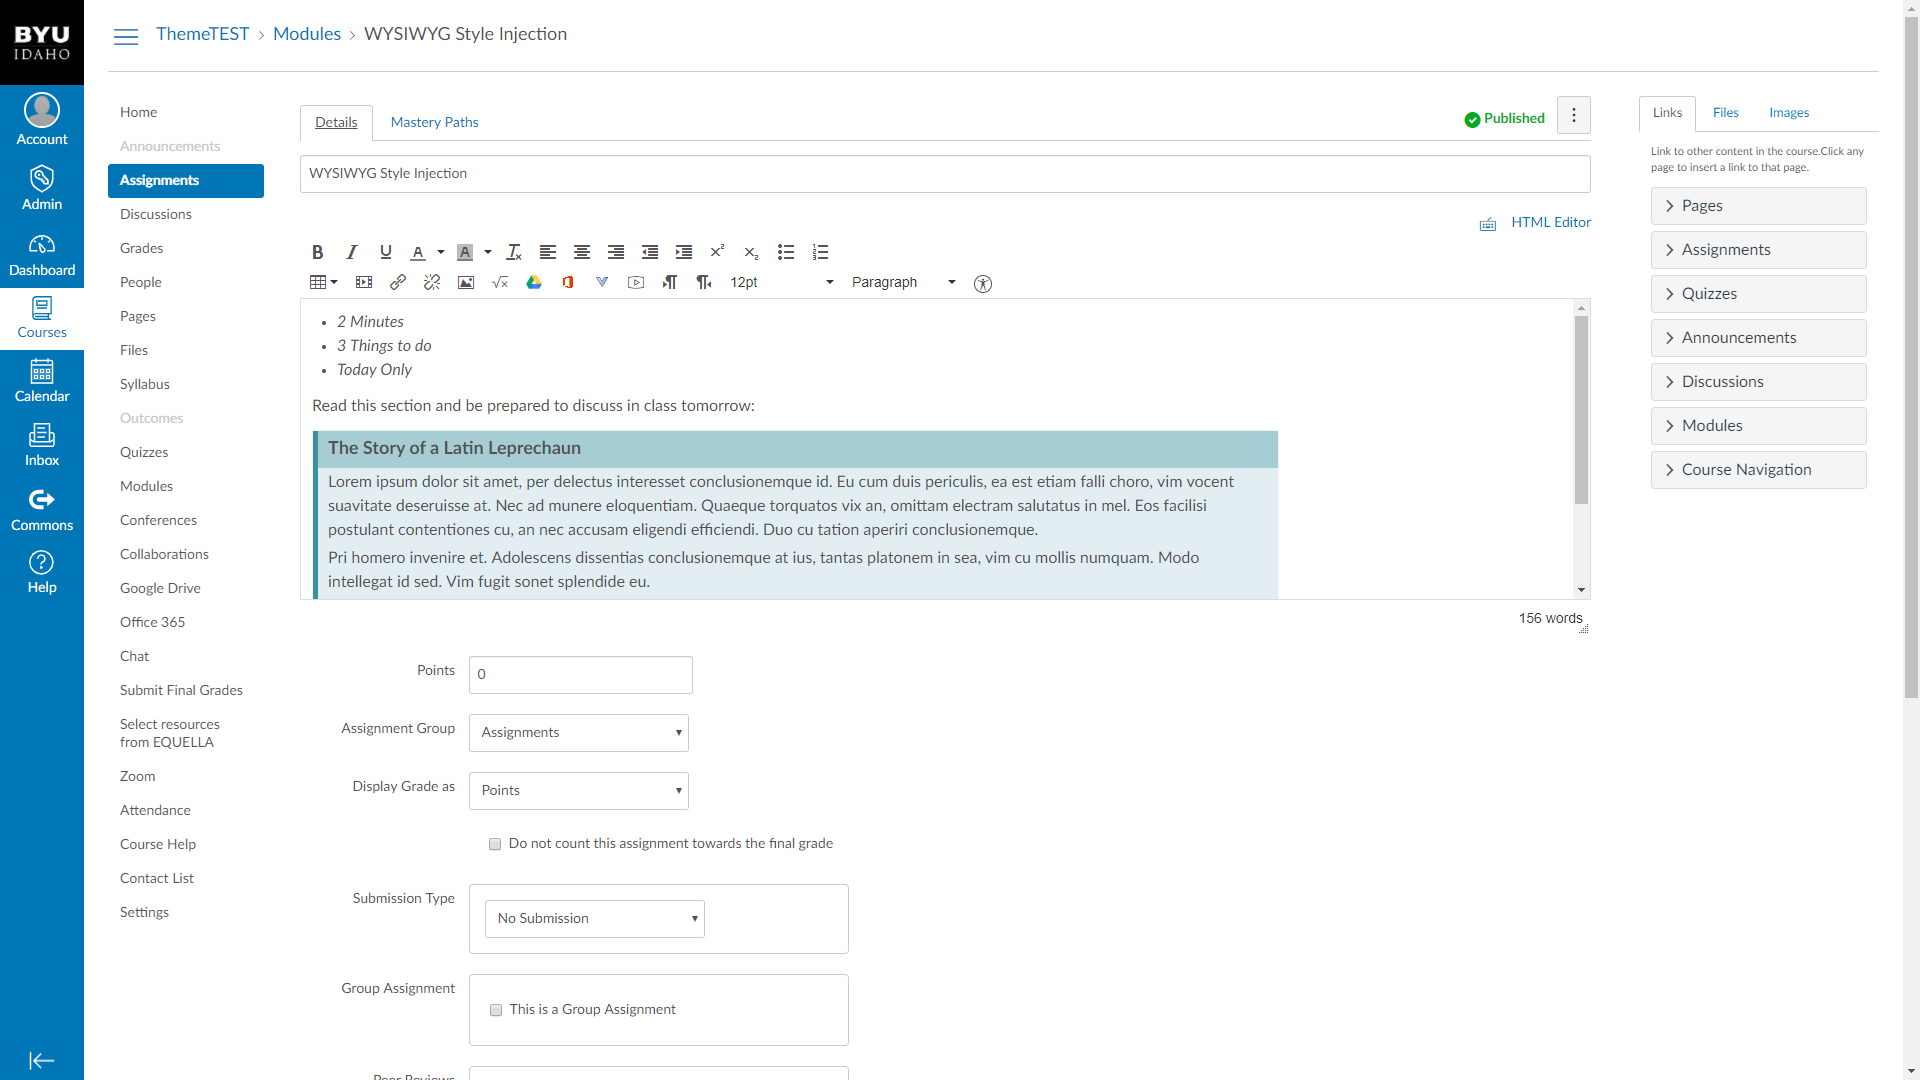 BYU
IDAHO
Account
Admin
Dashboard
Courses
Calendar
Inbox
Commons
Help
ThemeTEST > Modules > WYSIWYG Style Injection
Home
Announcements
Assignments
Discussions
Grades
People
Pages
Files
Syllabus
Outcomes
Quizzes
Modules
Conferences
Collaborations
Google Drive
Office 365
Chat
Submit Final Grades
Select resources
from EQUELLA
Zoom
Attendance
Course Help
Contact List
Settings
Details
Mastery Paths
Published
WYSIWYG Style Injection
HTML Editor
12pt
Paragraph
• 2 Minutes
• 3 Things to do
• Today Only
Read this section and be prepared to discuss in class tomorrow:
The Story of a Latin Leprechaun
Lorem ipsum dolor sit amet, per delectus interesset conclusionemque id. Eu cum duis periculis, ea est etiam falli choro, vim vocent
suavitate deseruisse at. Nec ad munere eloquentiam. Quaeque torquatos vix an, omittam electram salutatus in mel. Eos facilisi
postulant contentiones cu, an nec accusam eligendi efficiendi. Duo cu tation aperiri conclusionemque.
Pri homero invenire et. Adolescens dissentias conclusionemque at ius, tantas platonem in sea, vim cu mollis numquam. Modo
intellegat id sed. Vim fugit sonet splendide eu.
156 words
Points
0
Assignment Group
Assignments
Display Grade as
Points
Do not count this assignment towards the final grade
Submission Type
No Submission
Group Assignment
This is a Group Assignment
Peer Reviews
Links
Files
Images
Link to other content in the course.Click any
page to insert a link to that page.
Pages
Assignments
Quizzes
Announcements
Discussions
Modules
Course Navigation